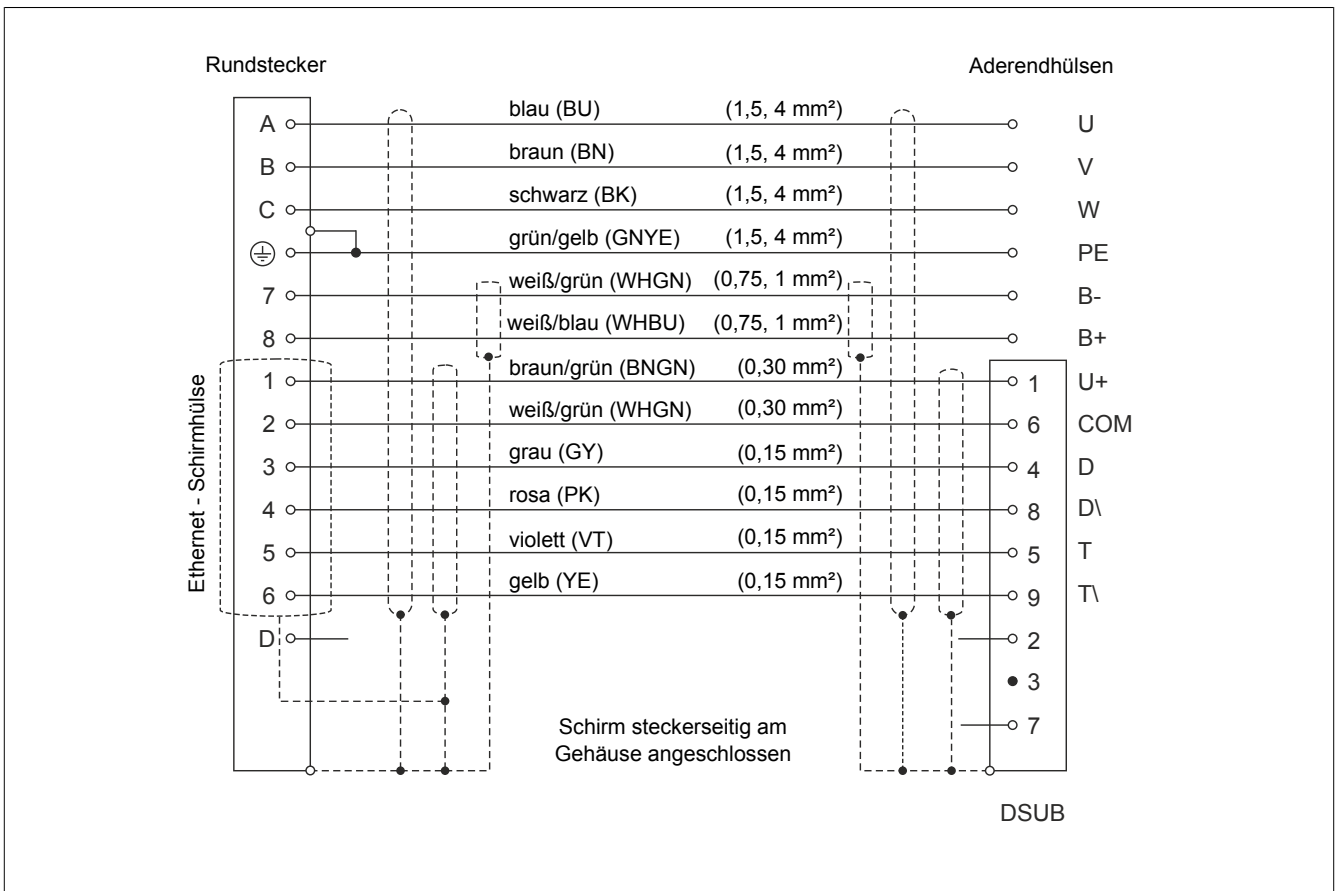 Rundstecker Aderendhülsen
A blau (BU) (1,5, 4 mm²) U
B braun (BN) (1,5, 4 mm²) V
C schwarz (BK) (1,5, 4 mm²) W
grün/gelb (GNYE) (1,5, 4 mm²) PE
7 weiß/grün (WHGN) (0,75, 1 mm²) B-
8 weiß/blau (WHBU) (0,75, 1 mm²) B+
Ethernet - Schirmhülse
1 braun/grün (BNGN) (0,30 mm²) 1 U+
2 weiß/grün (WHGN) (0,30 mm²) 6 COM
3 grau (GY) (0,15 mm²) 4 D
4 rosa (PK) (0,15 mm²) 8 D\
5 violett (VT) (0,15 mm²) 5 T
6 gelb (YE) (0,15 mm²) 9 T\
D 2
3
7
Schirm steckerseitig am
Gehäuse angeschlossen
DSUB